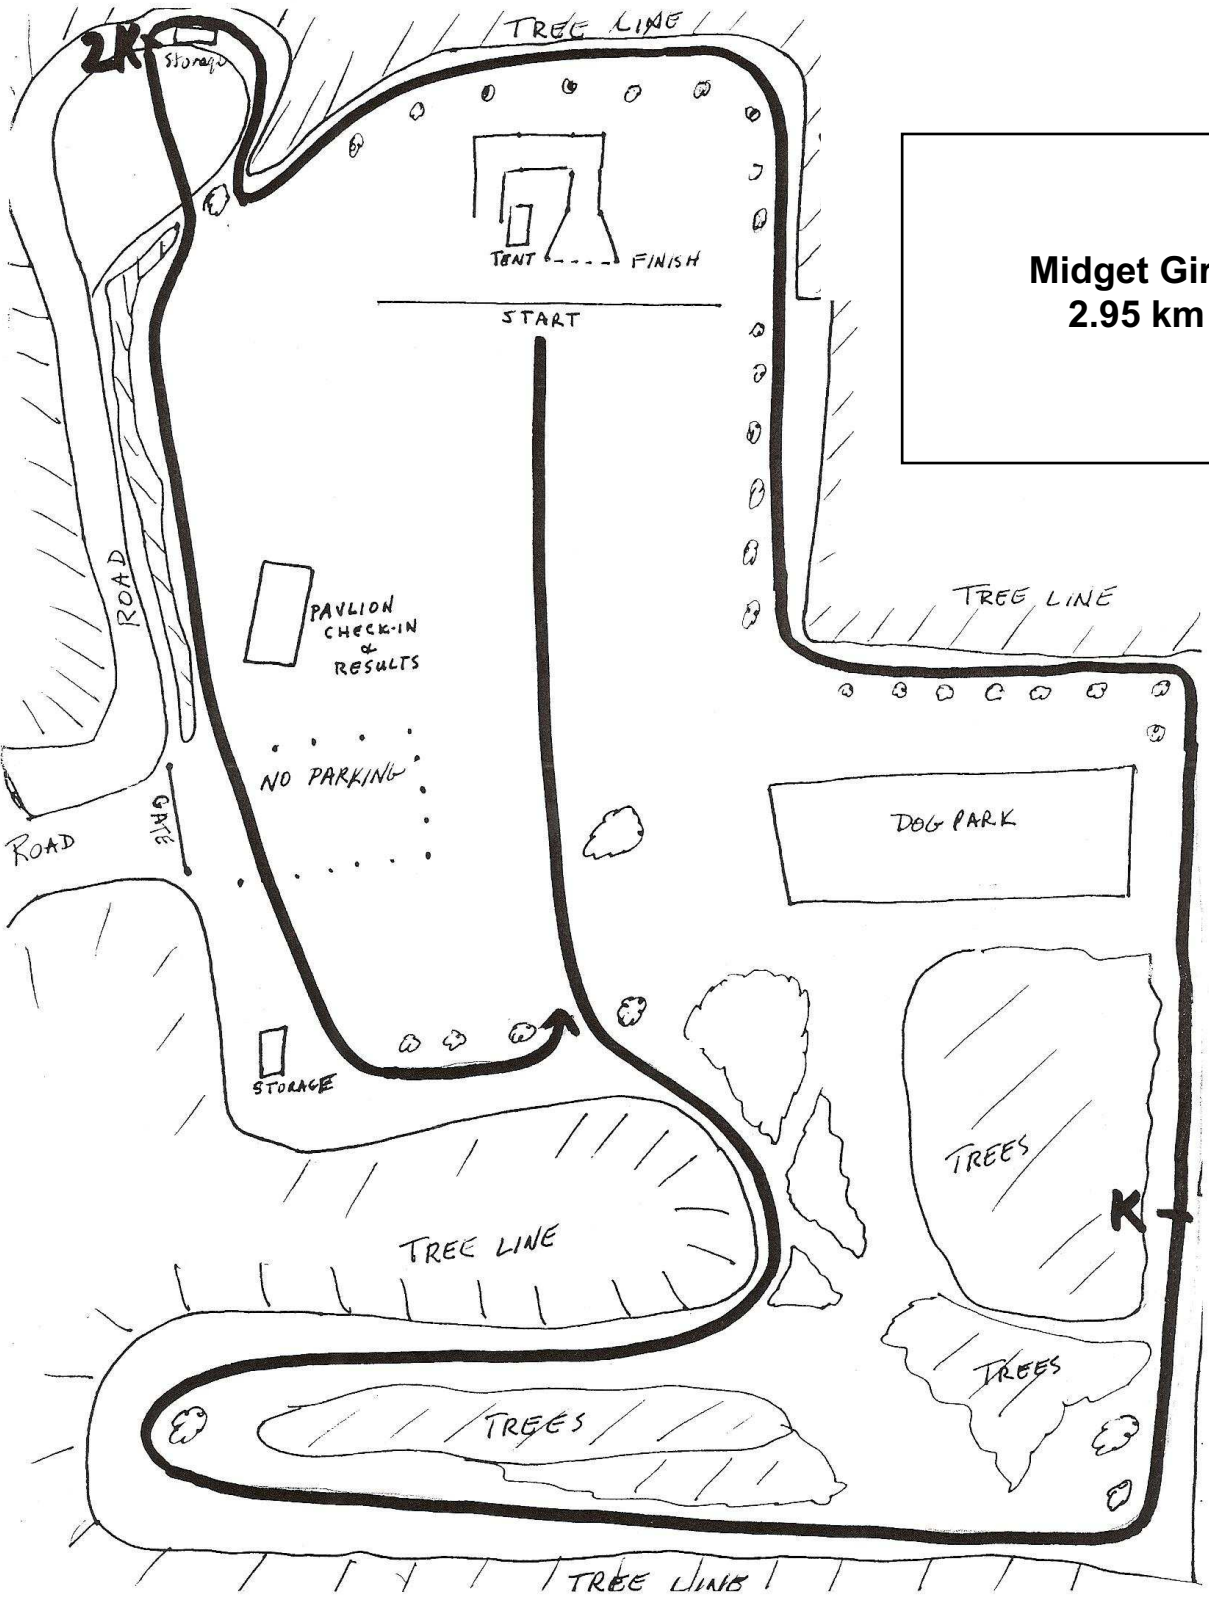 TREE LINE
2K
Storage
TENT
FINISH
START
Midget Gir
2.95 km
ROAD
PAVLION
CHECK-IN
&
RESULTS
TREE LINE
NO PARKING
GATE
ROAD
DOG PARK
STORAGE
TREES
K
TREE LINE
TREES
TREES
TREE LINE